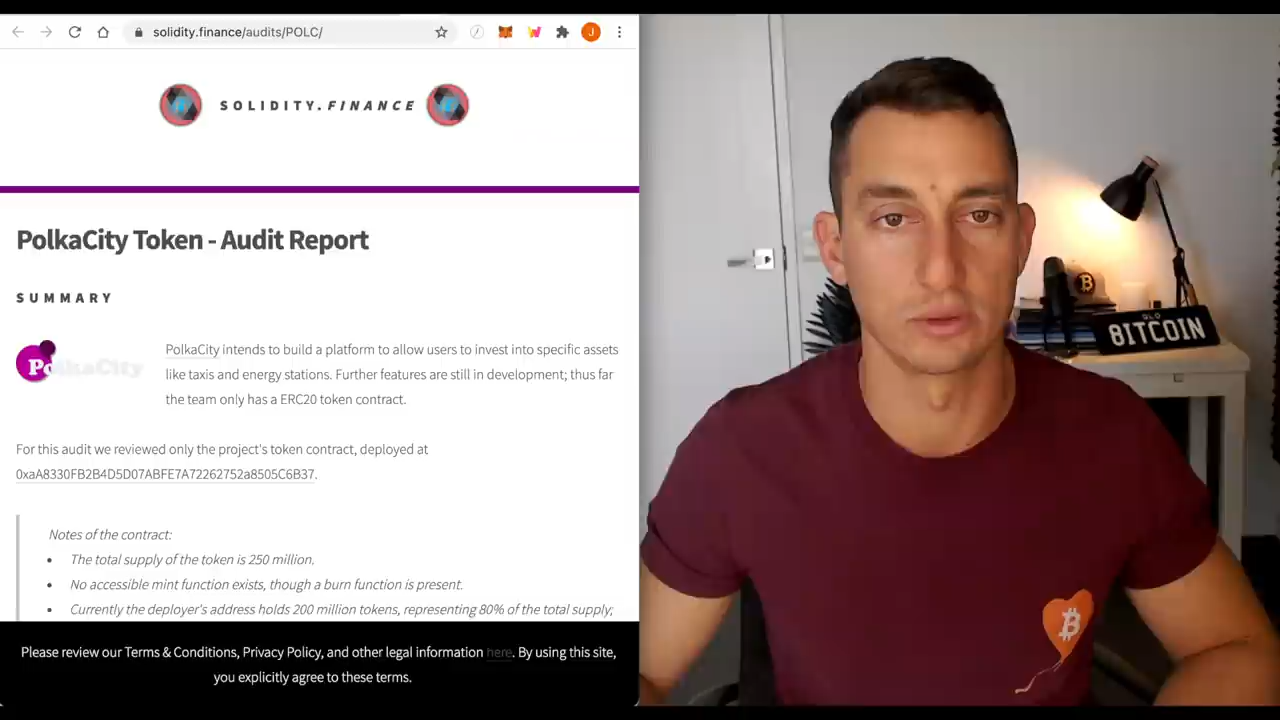 solidity.finance/audits/POLC/
J
SOLIDITY.FINANCE
PolkaCity Token - Audit Report
SUMMARY
PolkaCity
PolkaCity intends to build a platform to allow users to invest into specific assets
like taxis and energy stations. Further features are still in development; thus far
the team only has a ERC20 token contract.
For this audit we reviewed only the project's token contract, deployed at
0xaA8330FB2B4D5D07ABFE7A72262752a8505C6B37.
Notes of the contract:
The total supply of the token is 250 million.
No accessible mint function exists, though a burn function is present.
Currently the deployer's address holds 200 million tokens, representing 80% of the total supply;
Please review our Terms & Conditions, Privacy Policy, and other legal information here. By using this site,
you explicitly agree to these terms.
QLD
8ITCOIN